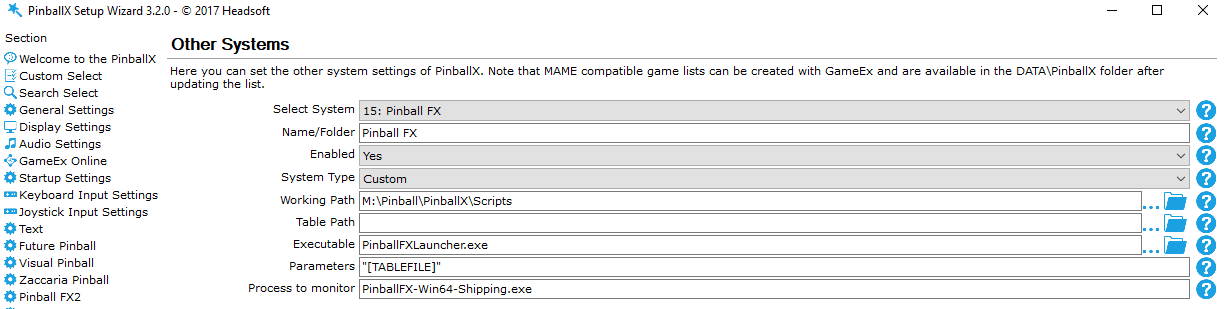 PinballX Setup Wizard 3.2.0 - © 2017 Headsoft
Section
Welcome to the PinballX
Custom Select
Search Select
General Settings
Display Settings
Audio Settings
GameEx Online
Startup Settings
Keyboard Input Settings
Joystick Input Settings
Text
Future Pinball
Visual Pinball
Zaccaria Pinball
Pinball FX2
Other Systems
Here you can set the other system settings of PinballX. Note that MAME compatible game lists can be created with GameEx and are available in the DATA\PinballX folder after
updating the list.
Select System 15: Pinball FX ?
Name/Folder Pinball FX ?
Enabled Yes ?
System Type Custom ?
Working Path M:\Pinball\PinballX\Scripts ... ?
Table Path ... ?
Executable PinballFXLauncher.exe ... ?
Parameters "[TABLEFILE]" ?
Process to monitor PinballFX-Win64-Shipping.exe ?